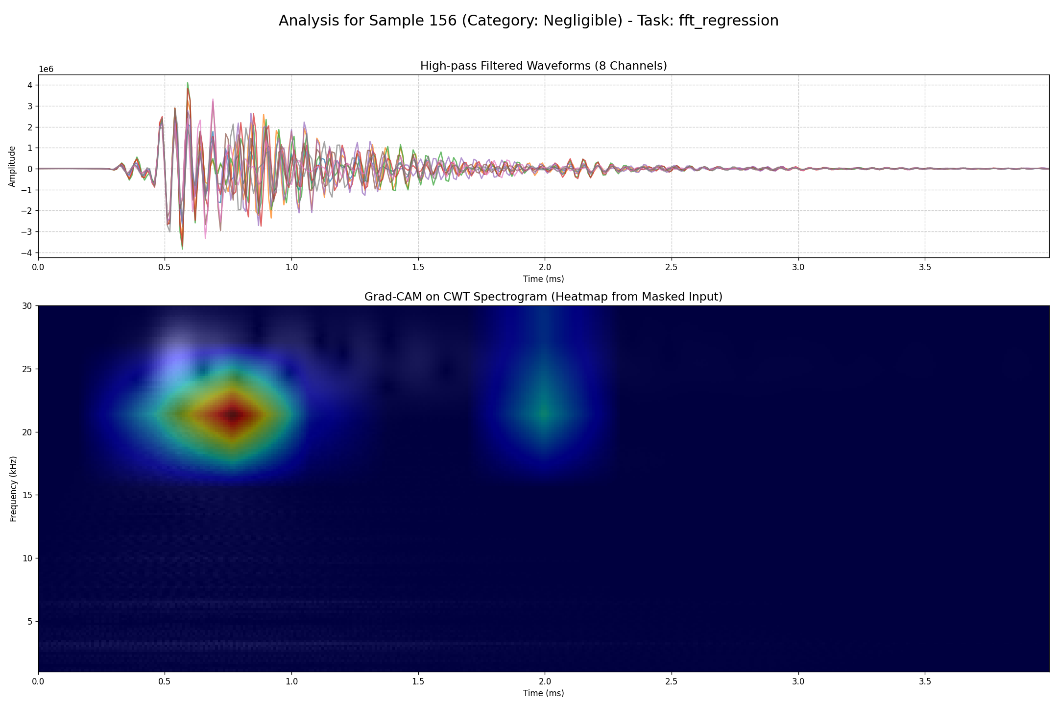 Analysis for Sample 156 (Category: Negligible) - Task: fft_regression
High-pass Filtered Waveforms (8 Channels)
1e6
4
3
2
1
0
−1
−2
−3
−4
Amplitude
0.0 0.5 1.0 1.5 2.0 2.5 3.0 3.5
Time (ms)
Grad-CAM on CWT Spectrogram (Heatmap from Masked Input)
30
25
20
15
10
5
Frequency (kHz)
0.0 0.5 1.0 1.5 2.0 2.5 3.0 3.5
Time (ms)